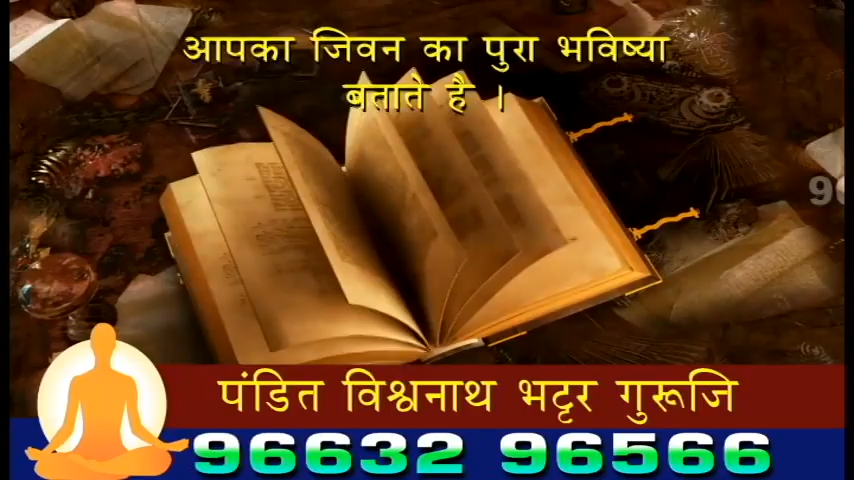 आपका जिवन का पुरा भविष्या
बताते है ।
पंडित विश्वनाथ भट्टर गुरूजि
96632 96566